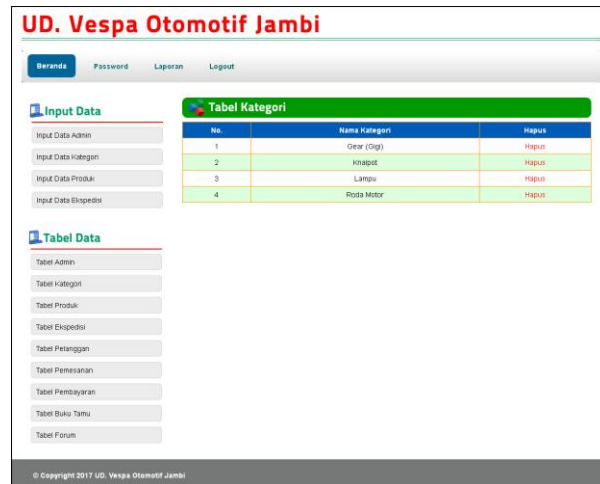 UD. Vespa Otomotif Jambi
Beranda Password Laporan Logout
Input Data
Input Data Admin
Input Data Kategori
Input Data Produk
Input Data Ekspedisi
Tabel Data
Tabel Admin
Tabel Kategori
Tabel Produk
Tabel Ekspedisi
Tabel Pelanggan
Tabel Pemesanan
Tabel Pembayaran
Tabel Buku Tamu
Tabel Forum
Tabel Kategori
No. Nama Kategori Hapus
1 Gear (Gigi) Hapus
2 Knalpot Hapus
3 Lampu Hapus
4 Roda Motor Hapus
© Copyright 2017 UD. Vespa Otomotif Jambi